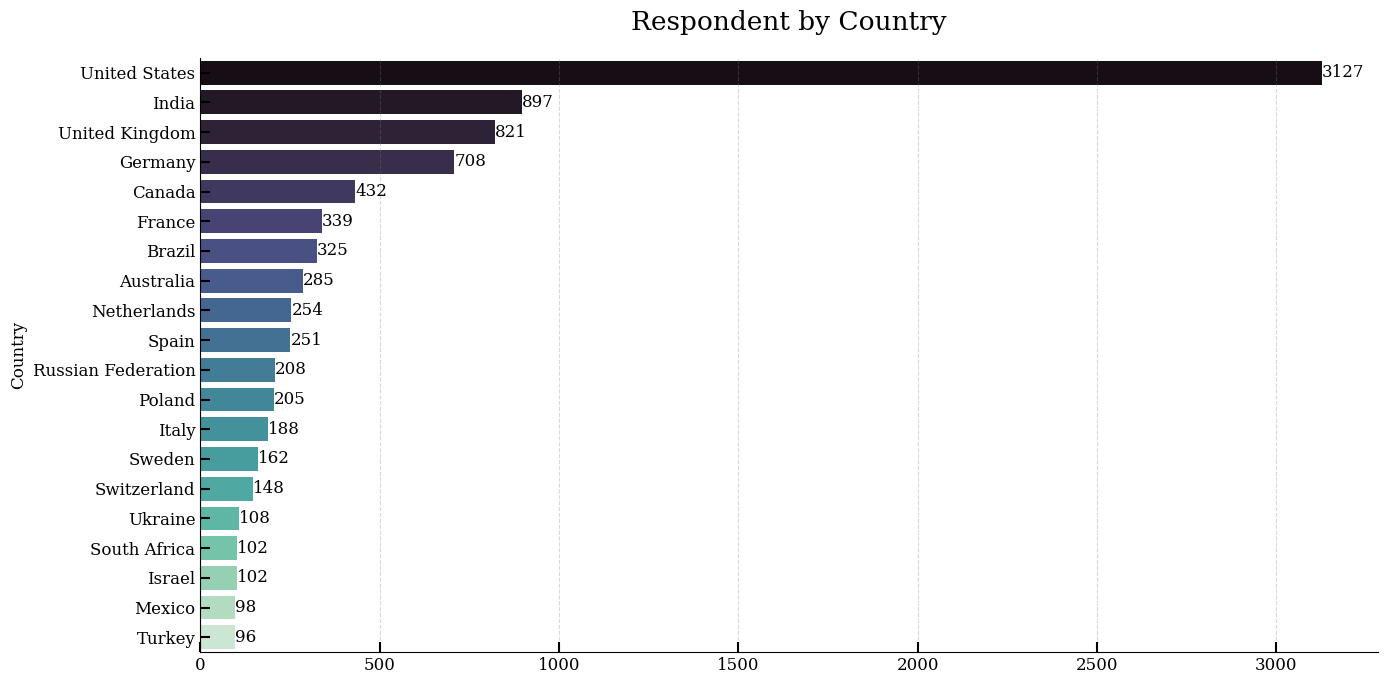 Respondent by Country
Country
United States 3127
India 897
United Kingdom 821
Germany 708
Canada 432
France 339
Brazil 325
Australia 285
Netherlands 254
Spain 251
Russian Federation 208
Poland 205
Italy 188
Sweden 162
Switzerland 148
Ukraine 108
South Africa 102
Israel 102
Mexico 98
Turkey 96
0 500 1000 1500 2000 2500 3000